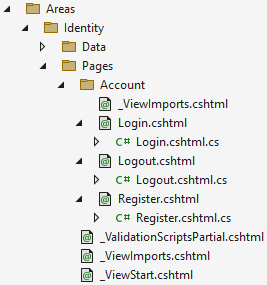 Areas
Identity
Data
Pages
Account
_ViewImports.cshtml
Login.cshtml
C# Login.cshtml.cs
Logout.cshtml
C# Logout.cshtml.cs
Register.cshtml
C# Register.cshtml.cs
_ValidationScriptsPartial.cshtml
_ViewImports.cshtml
_ViewStart.cshtml